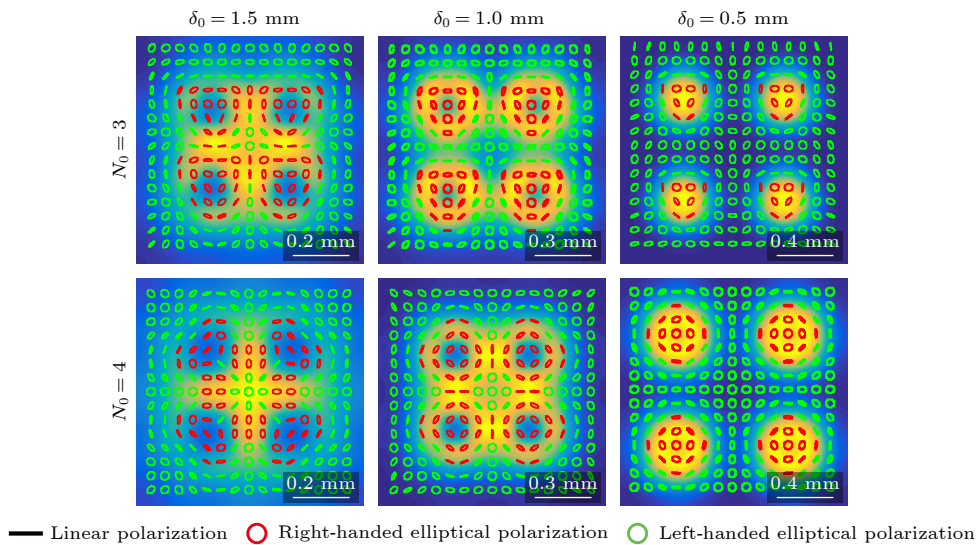 δ₀ = 1.5 mm δ₀ = 1.0 mm δ₀ = 0.5 mm
N₀ = 3
0.2 mm 0.3 mm 0.4 mm
N₀ = 4
0.2 mm 0.3 mm 0.4 mm
Linear polarization Right-handed elliptical polarization Left-handed elliptical polarization